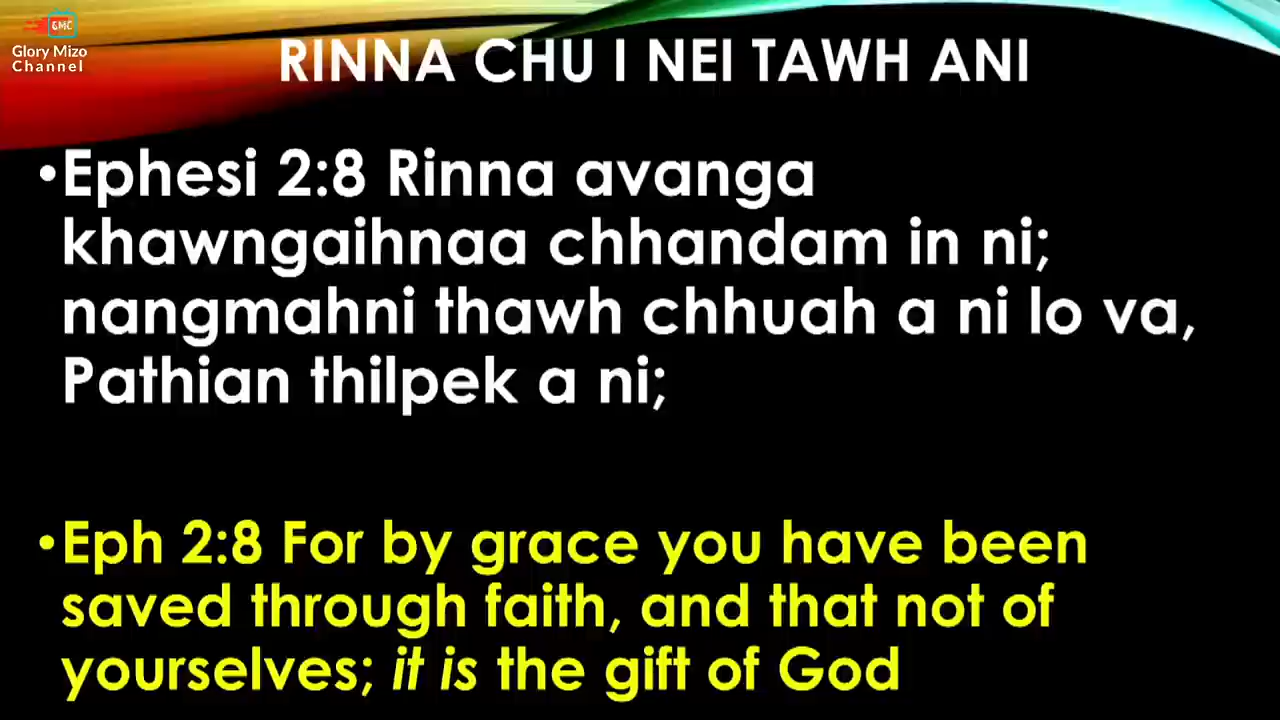 GMC
Glory Mizo
Channel
RINNA CHU I NEI TAWH ANI
•Ephesi 2:8 Rinna avanga
khawngaihnaa chhandam in ni;
nangmahni thawh chhuah a ni lo va,
Pathian thilpek a ni;
•Eph 2:8 For by grace you have been
saved through faith, and that not of
yourselves; it is the gift of God